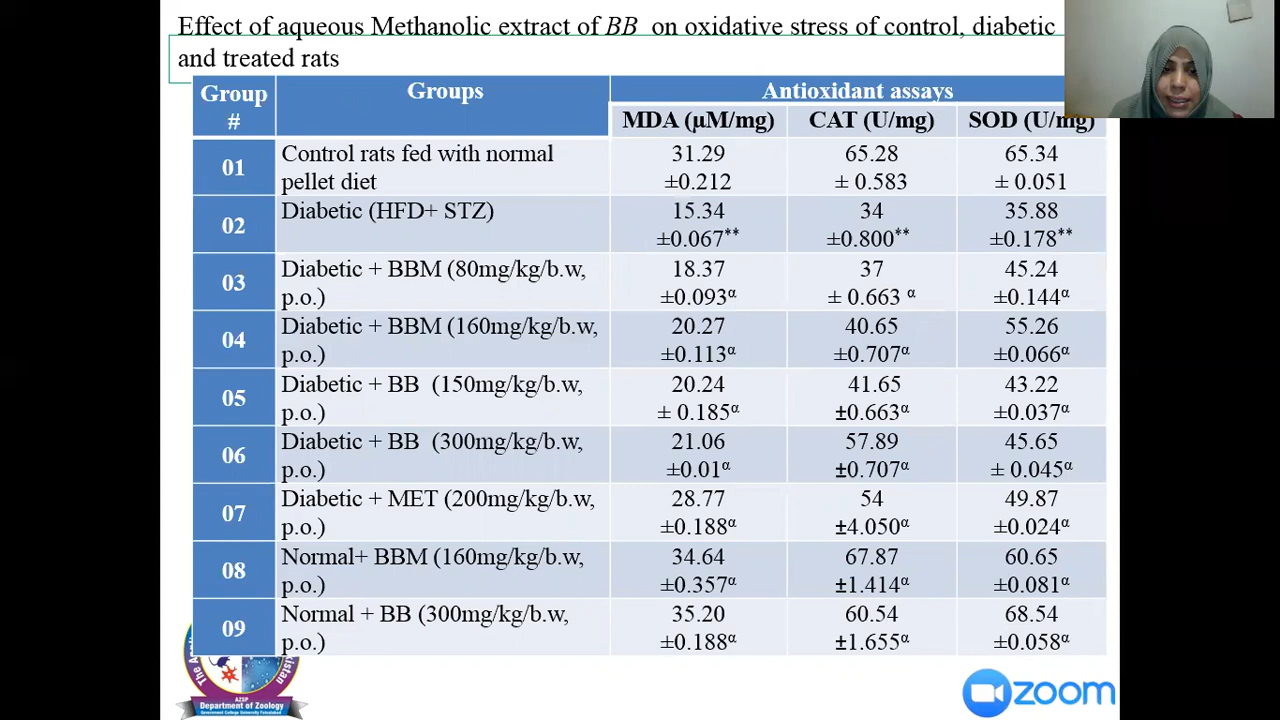 Effect of aqueous Methanolic extract of BB on oxidative stress of control, diabetic
and treated rats
Group # Groups Antioxidant assays
MDA (µM/mg) CAT (U/mg) SOD (U/mg)
01 Control rats fed with normal pellet diet 31.29 ±0.212 65.28 ± 0.583 65.34 ± 0.051
02 Diabetic (HFD+ STZ) 15.34 ±0.067** 34 ±0.800** 35.88 ±0.178**
03 Diabetic + BBM (80mg/kg/b.w, p.o.) 18.37 ±0.093α 37 ± 0.663 α 45.24 ±0.144α
04 Diabetic + BBM (160mg/kg/b.w, p.o.) 20.27 ±0.113α 40.65 ±0.707α 55.26 ±0.066α
05 Diabetic + BB (150mg/kg/b.w, p.o.) 20.24 ± 0.185α 41.65 ±0.663α 43.22 ±0.037α
06 Diabetic + BB (300mg/kg/b.w, p.o.) 21.06 ±0.01α 57.89 ±0.707α 45.65 ± 0.045α
07 Diabetic + MET (200mg/kg/b.w, p.o.) 28.77 ±0.188α 54 ±4.050α 49.87 ±0.024α
08 Normal+ BBM (160mg/kg/b.w, p.o.) 34.64 ±0.357α 67.87 ±1.414α 60.65 ±0.081α
09 Normal + BB (300mg/kg/b.w, p.o.) 35.20 ±0.188α 60.54 ±1.655α 68.54 ±0.058α
AZSP
Department of Zoology
Government College University Faisalabad
zoom